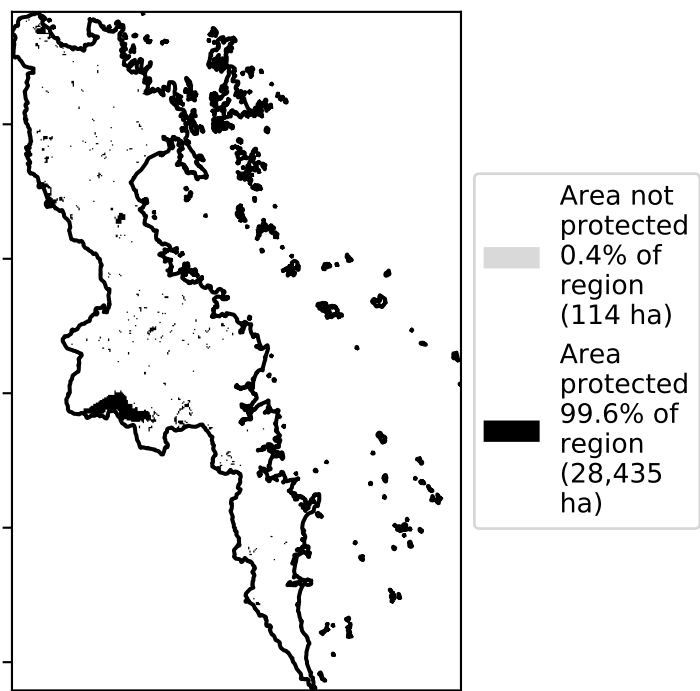 Area not
protected
0.4% of
region
(114 ha)
Area
protected
99.6% of
region
(28,435
ha)